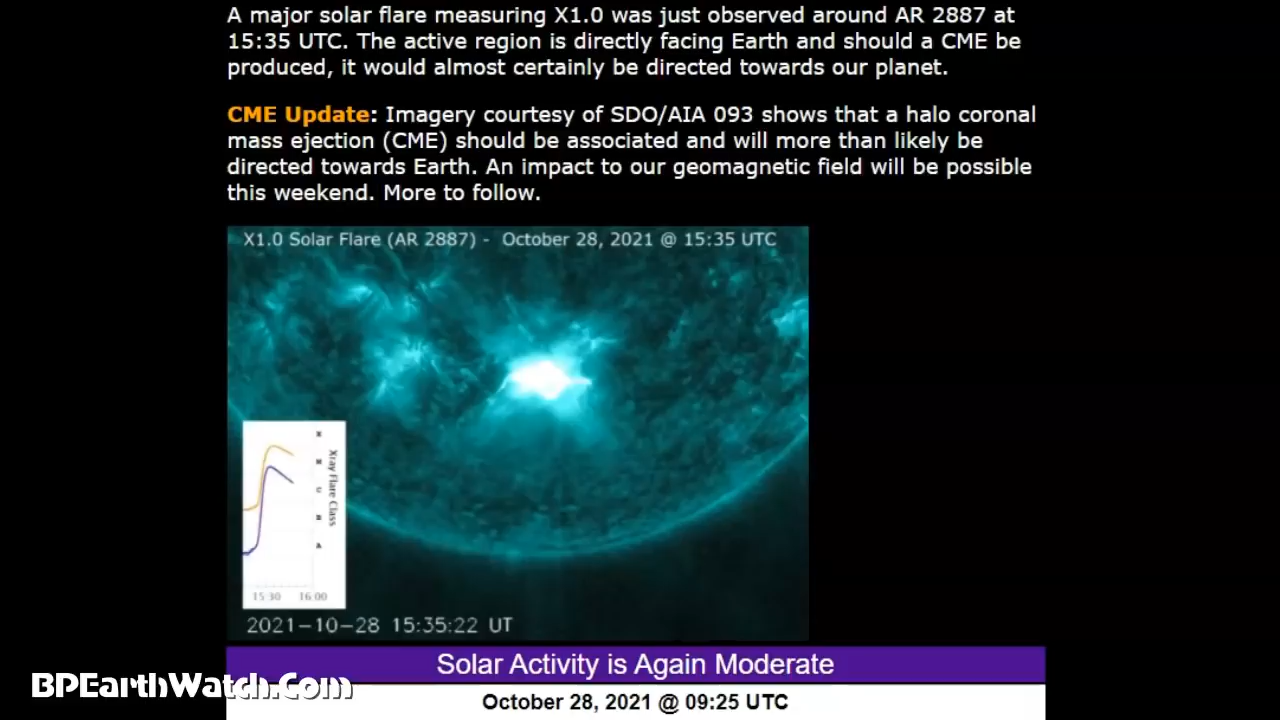 A major solar flare measuring X1.0 was just observed around AR 2887 at
15:35 UTC. The active region is directly facing Earth and should a CME be
produced, it would almost certainly be directed towards our planet.
CME Update: Imagery courtesy of SDO/AIA 093 shows that a halo coronal
mass ejection (CME) should be associated and will more than likely be
directed towards Earth. An impact to our geomagnetic field will be possible
this weekend. More to follow.
X1.0 Solar Flare (AR 2887) - October 28, 2021 @ 15:35 UTC
X
M
C
B
A
Xray Flare Class
15:30 16:00
2021-10-28 15:35:22 UT
Solar Activity is Again Moderate
BPEarthWatch.Com
October 28, 2021 @ 09:25 UTC